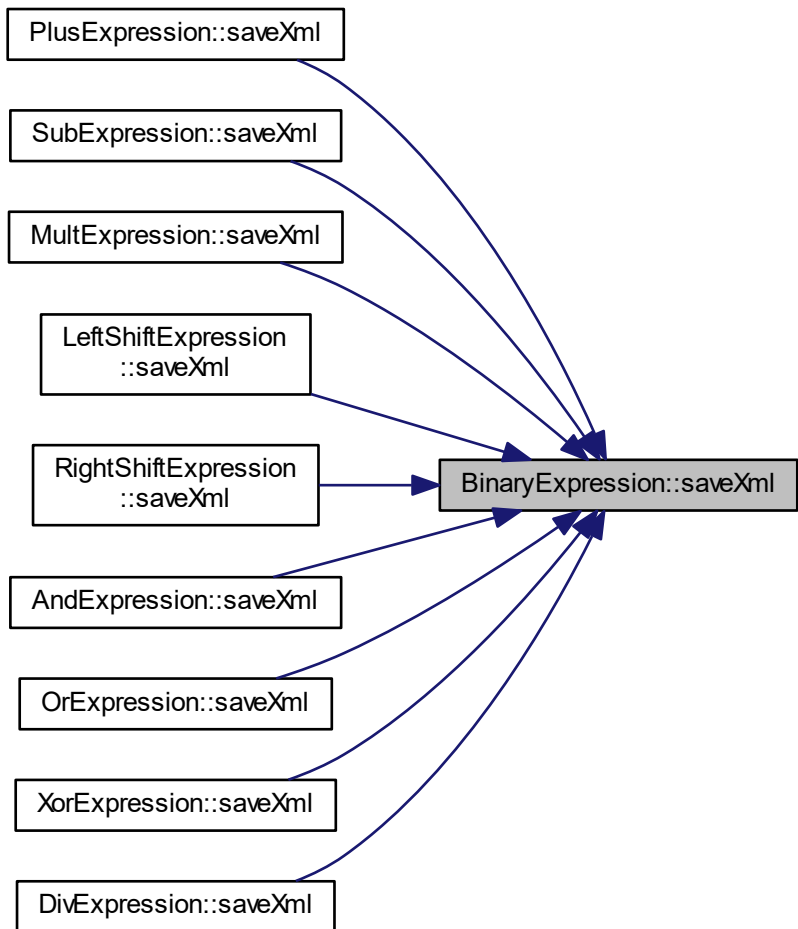 PlusExpression::saveXml
SubExpression::saveXml
MultExpression::saveXml
LeftShiftExpression
::saveXml
RightShiftExpression
::saveXml
BinaryExpression::saveXml
AndExpression::saveXml
OrExpression::saveXml
XorExpression::saveXml
DivExpression::saveXml